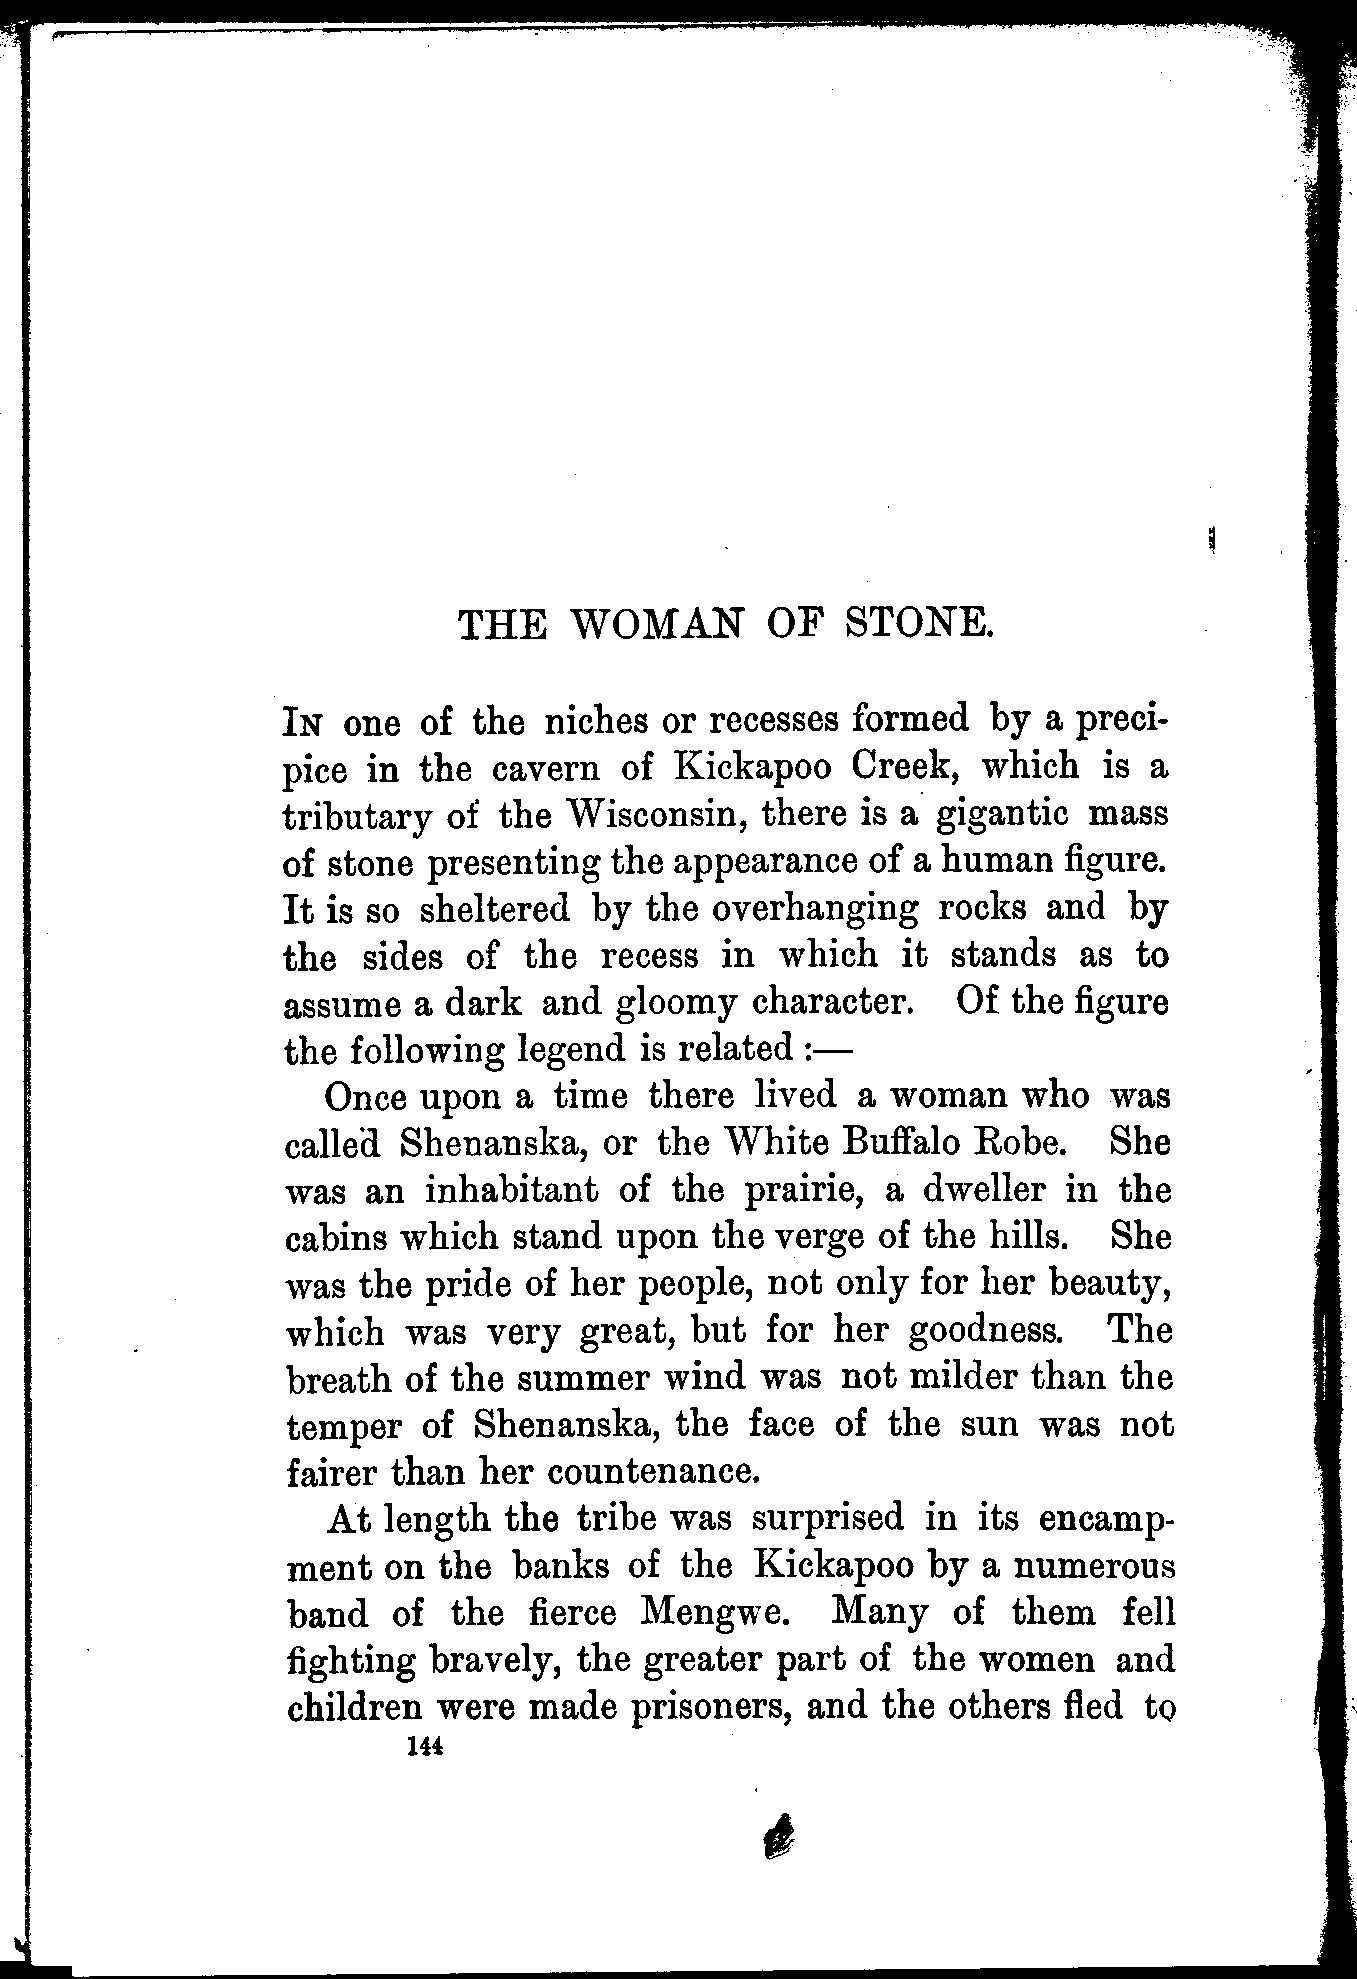 THE WOMAN OF STONE.
IN one of the niches or recesses formed by a preci-
pice in the cavern of Kickapoo Creek, which is a
tributary of the Wisconsin, there is a gigantic mass
of stone presenting the appearance of a human figure.
It is so sheltered by the overhanging rocks and by
the sides of the recess in which it stands as to
assume a dark and gloomy character. Of the figure
the following legend is related :—
Once upon a time there lived a woman who was
called Shenanska, or the White Buffalo Robe. She
was an inhabitant of the prairie, a dweller in the
cabins which stand upon the verge of the hills. She
was the pride of her people, not only for her beauty,
which was very great, but for her goodness. The
breath of the summer wind was not milder than the
temper of Shenanska, the face of the sun was not
fairer than her countenance.
At length the tribe was surprised in its encamp-
ment on the banks of the Kickapoo by a numerous
band of the fierce Mengwe. Many of them fell
fighting bravely, the greater part of the women and
children were made prisoners, and the others fled to
144